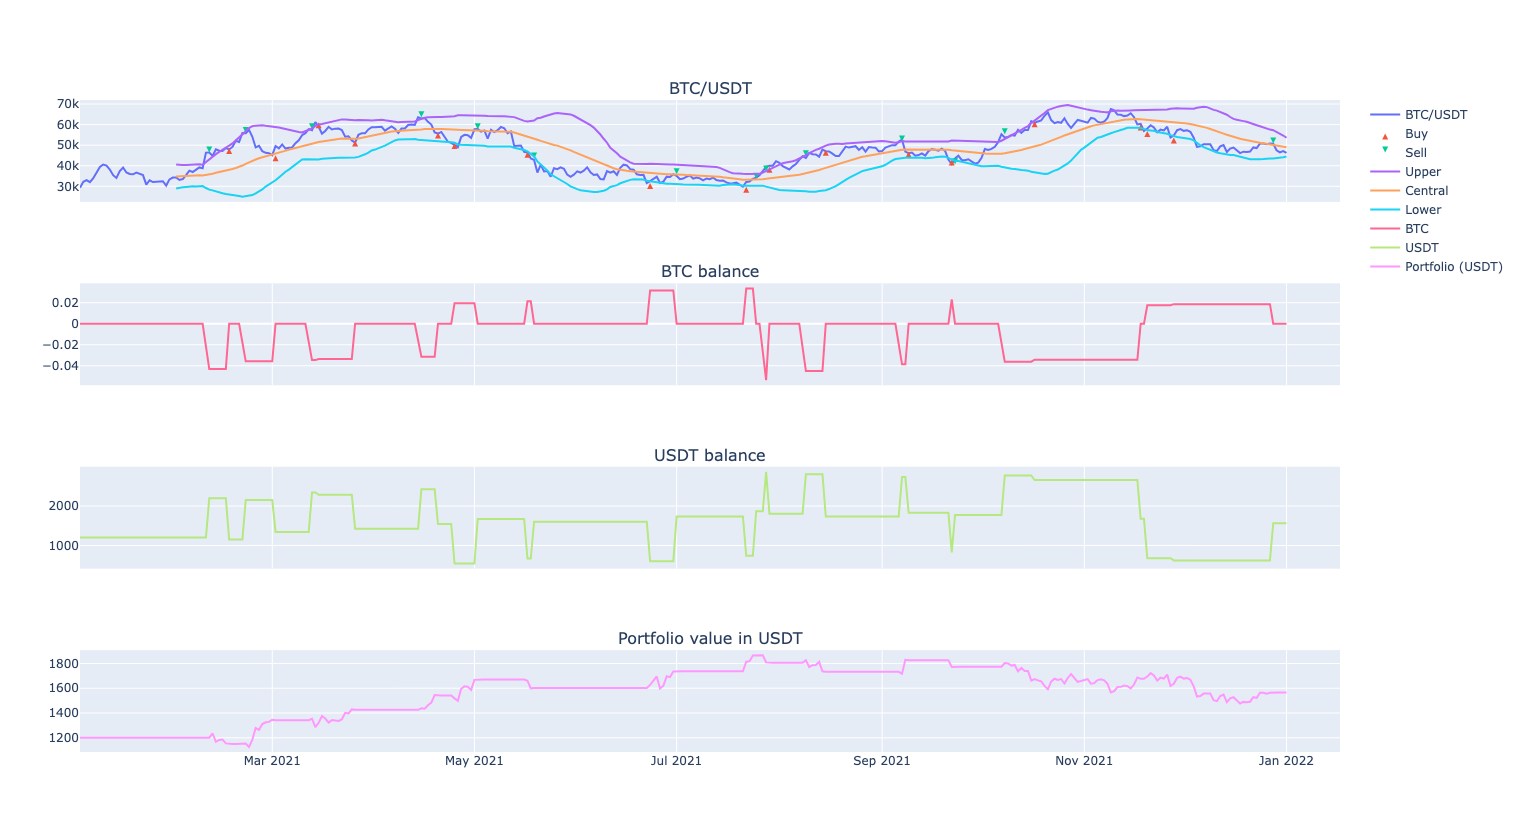 BTC/USDT
70k
60k
50k
40k
30k
BTC/USDT
Buy
Sell
Upper
Central
Lower
BTC
USDT
Portfolio (USDT)
BTC balance
0.02
0
−0.02
−0.04
USDT balance
2000
1000
Portfolio value in USDT
1800
1600
1400
1200
Mar 2021 May 2021 Jul 2021 Sep 2021 Nov 2021 Jan 2022